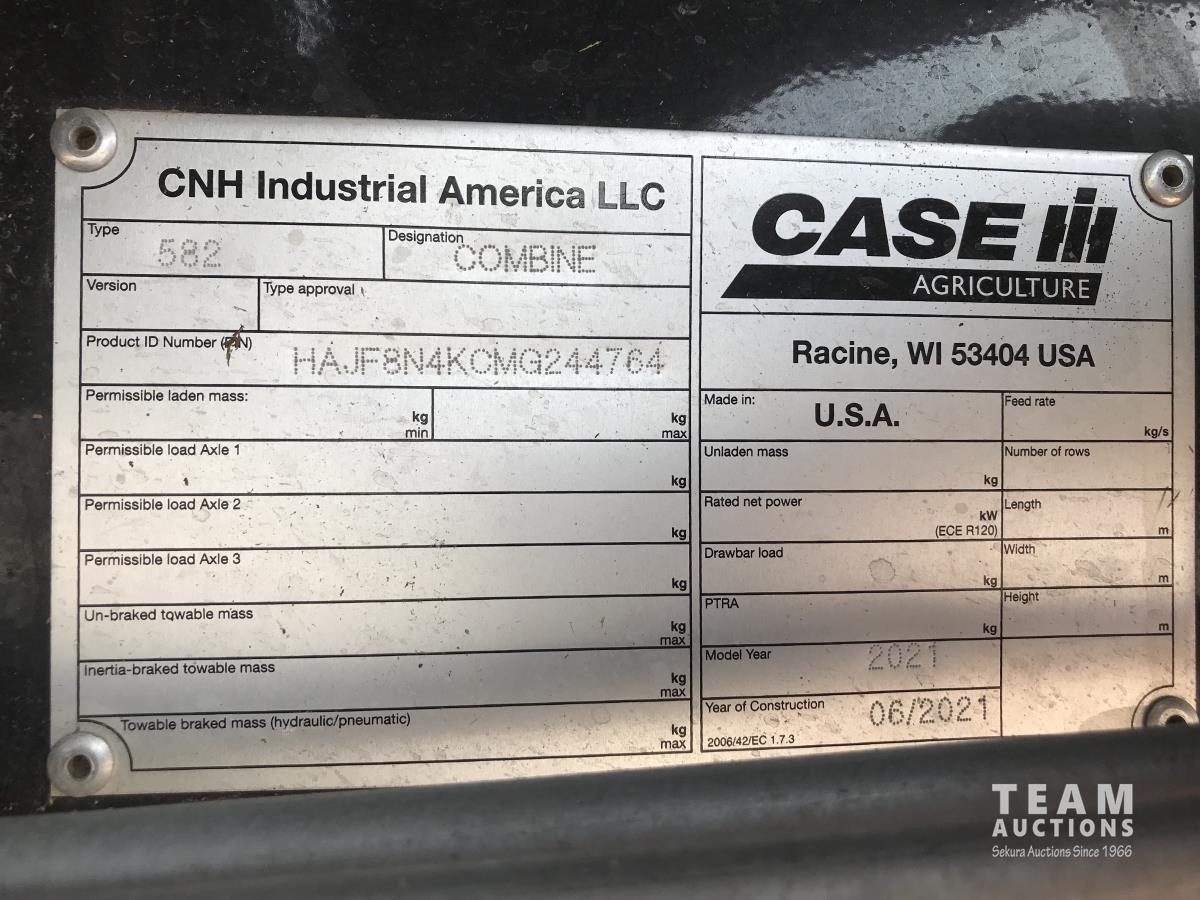 CNH Industrial America LLC
Type
582
Designation
COMBINE
Version
Type approval
Product ID Number (PIN)
HAJF8N4KCMG244764
Permissible laden mass:
kg
min
kg
max
Permissible load Axle 1
kg
Permissible load Axle 2
kg
Permissible load Axle 3
kg
Un-braked towable mass
kg
max
Inertia-braked towable mass
kg
max
Towable braked mass (hydraulic/pneumatic)
kg
max
CASE IH
AGRICULTURE
Racine, WI 53404 USA
Made in:
U.S.A.
Feed rate
kg/s
Unladen mass
kg
Number of rows
Rated net power
kW
(ECE R120)
Length
m
Drawbar load
kg
Width
m
PTRA
kg
Height
m
Model Year
2021
Year of Construction
06/2021
2006/42/EC 1.7.3
TEAM
AUCTIONS
Sekura Auctions Since 1966